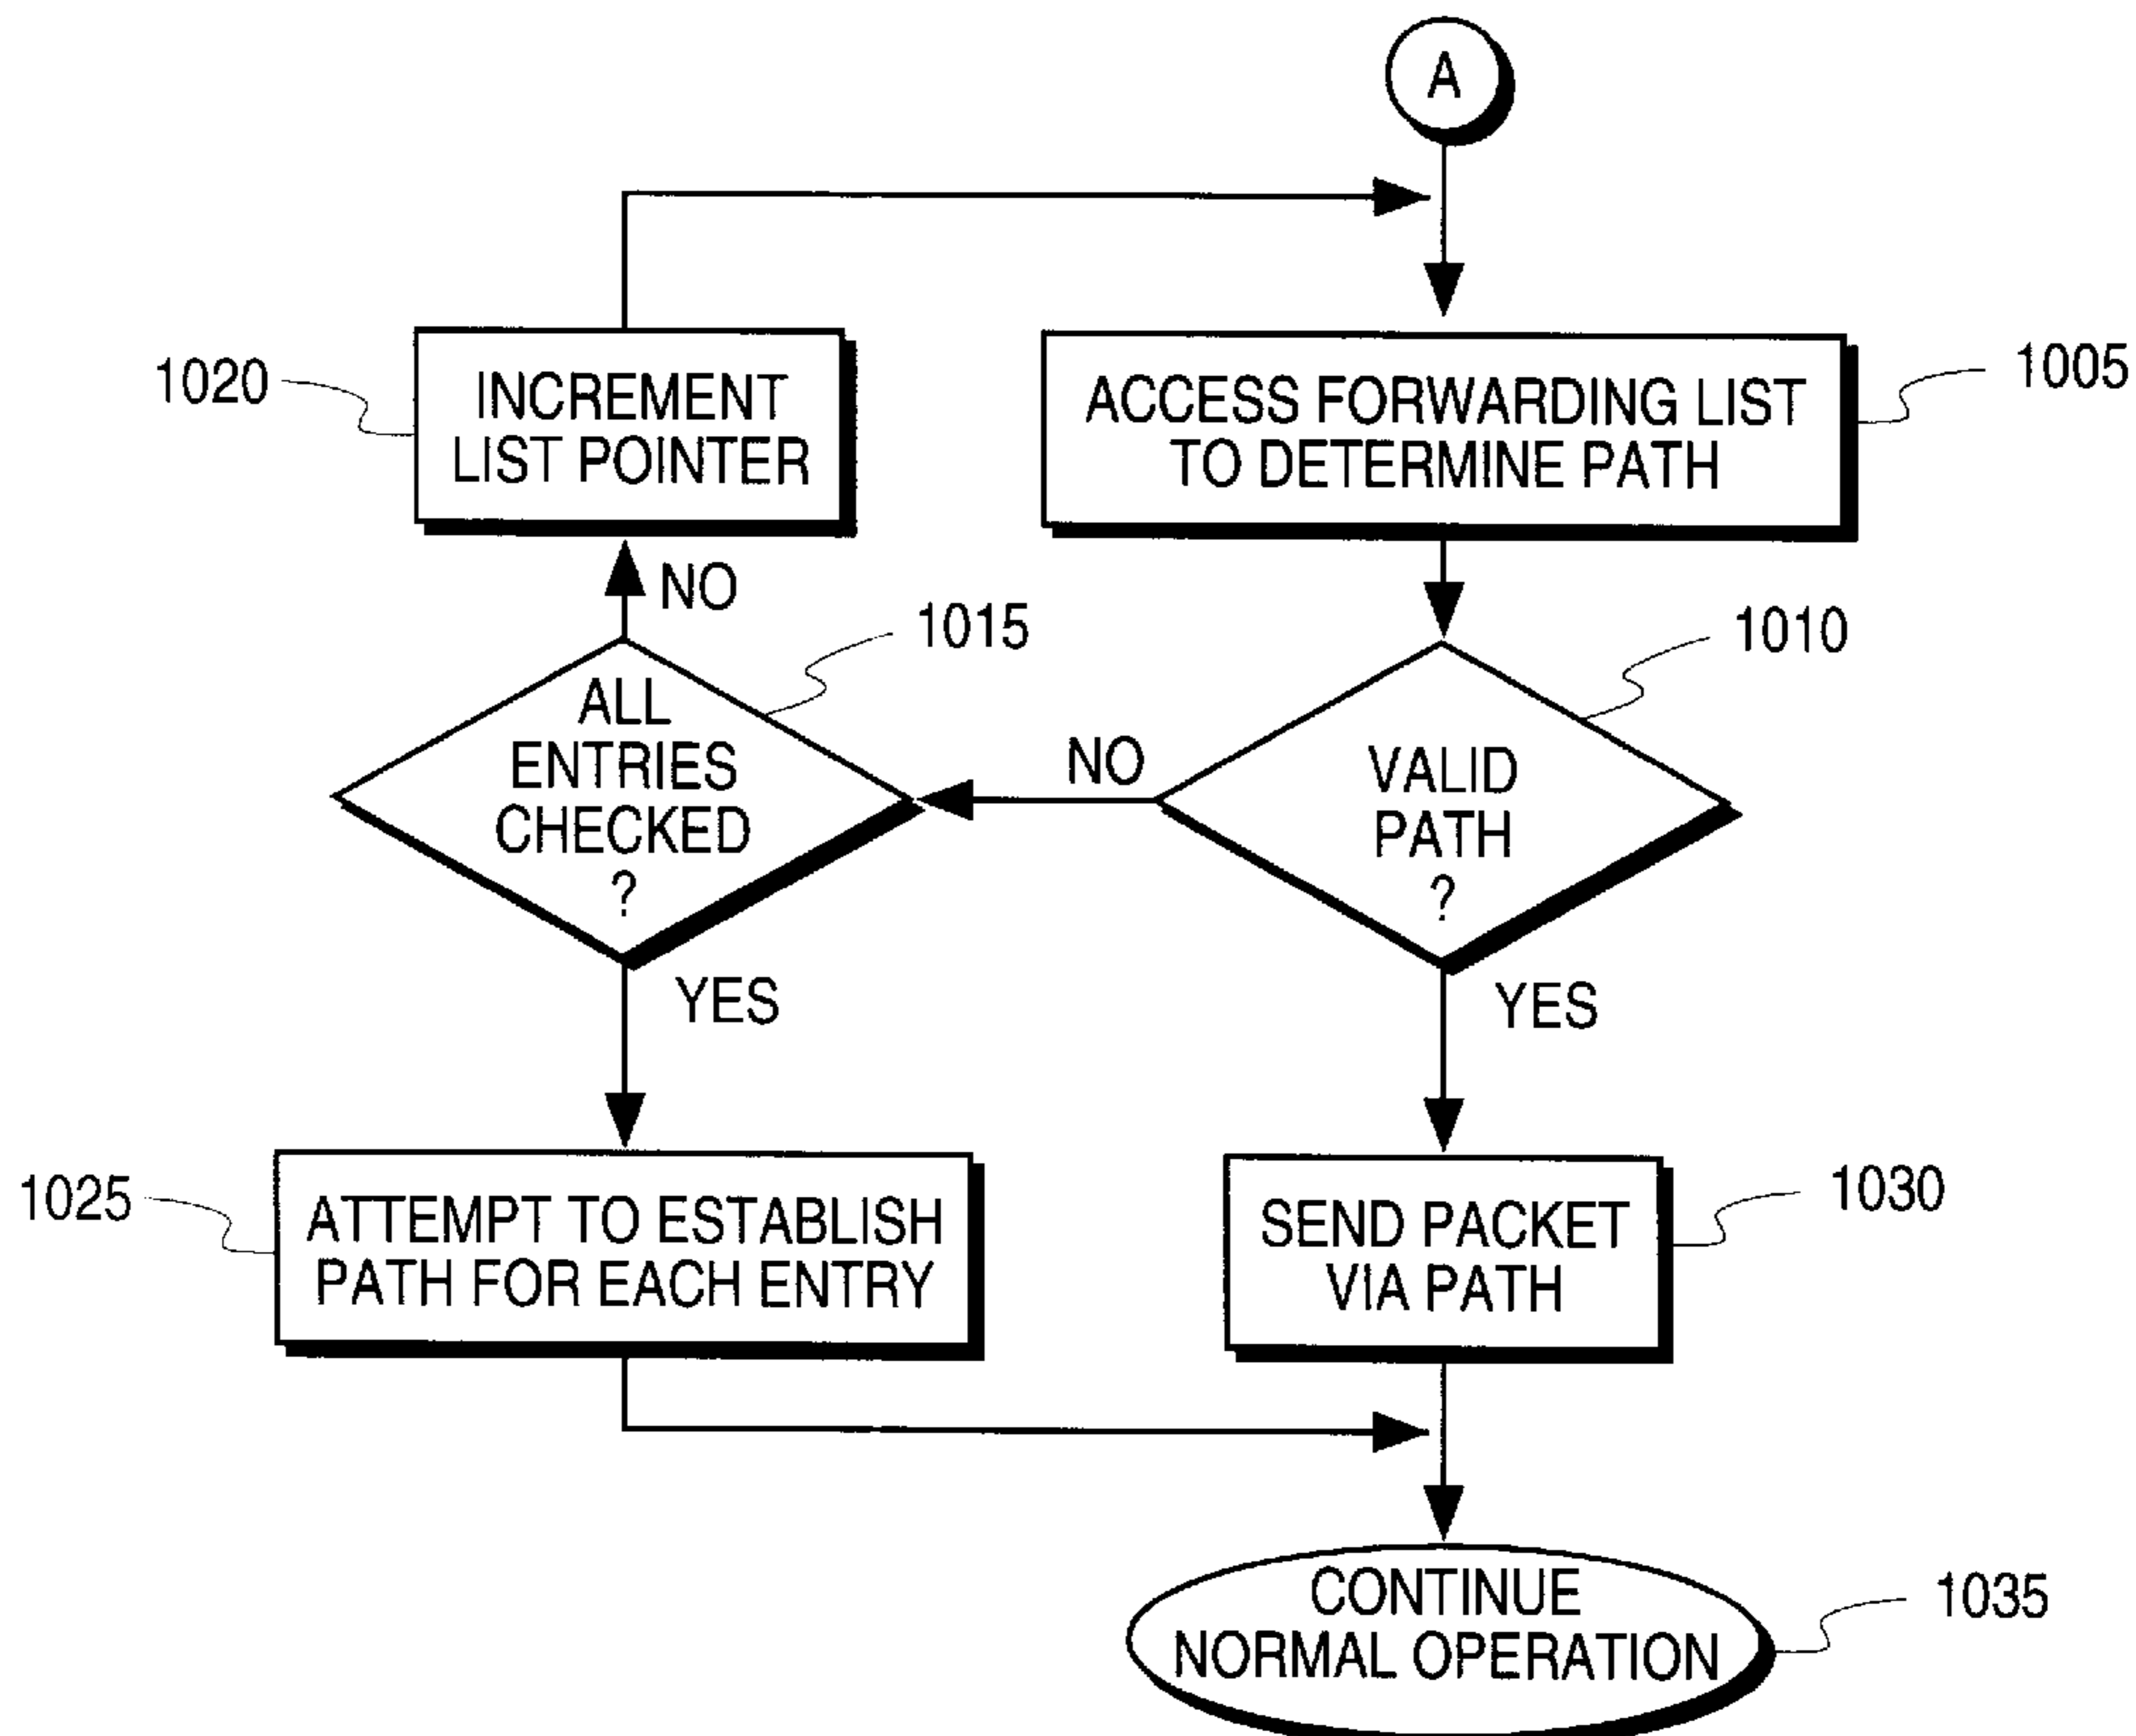 A
1020
INCREMENT
LIST POINTER
ACCESS FORWARDING LIST
TO DETERMINE PATH
1005
NO
1015
ALL
ENTRIES
CHECKED
?
NO
1010
VALID
PATH
?
YES
YES
1025
ATTEMPT TO ESTABLISH
PATH FOR EACH ENTRY
SEND PACKET
VIA PATH
1030
CONTINUE
NORMAL OPERATION
1035